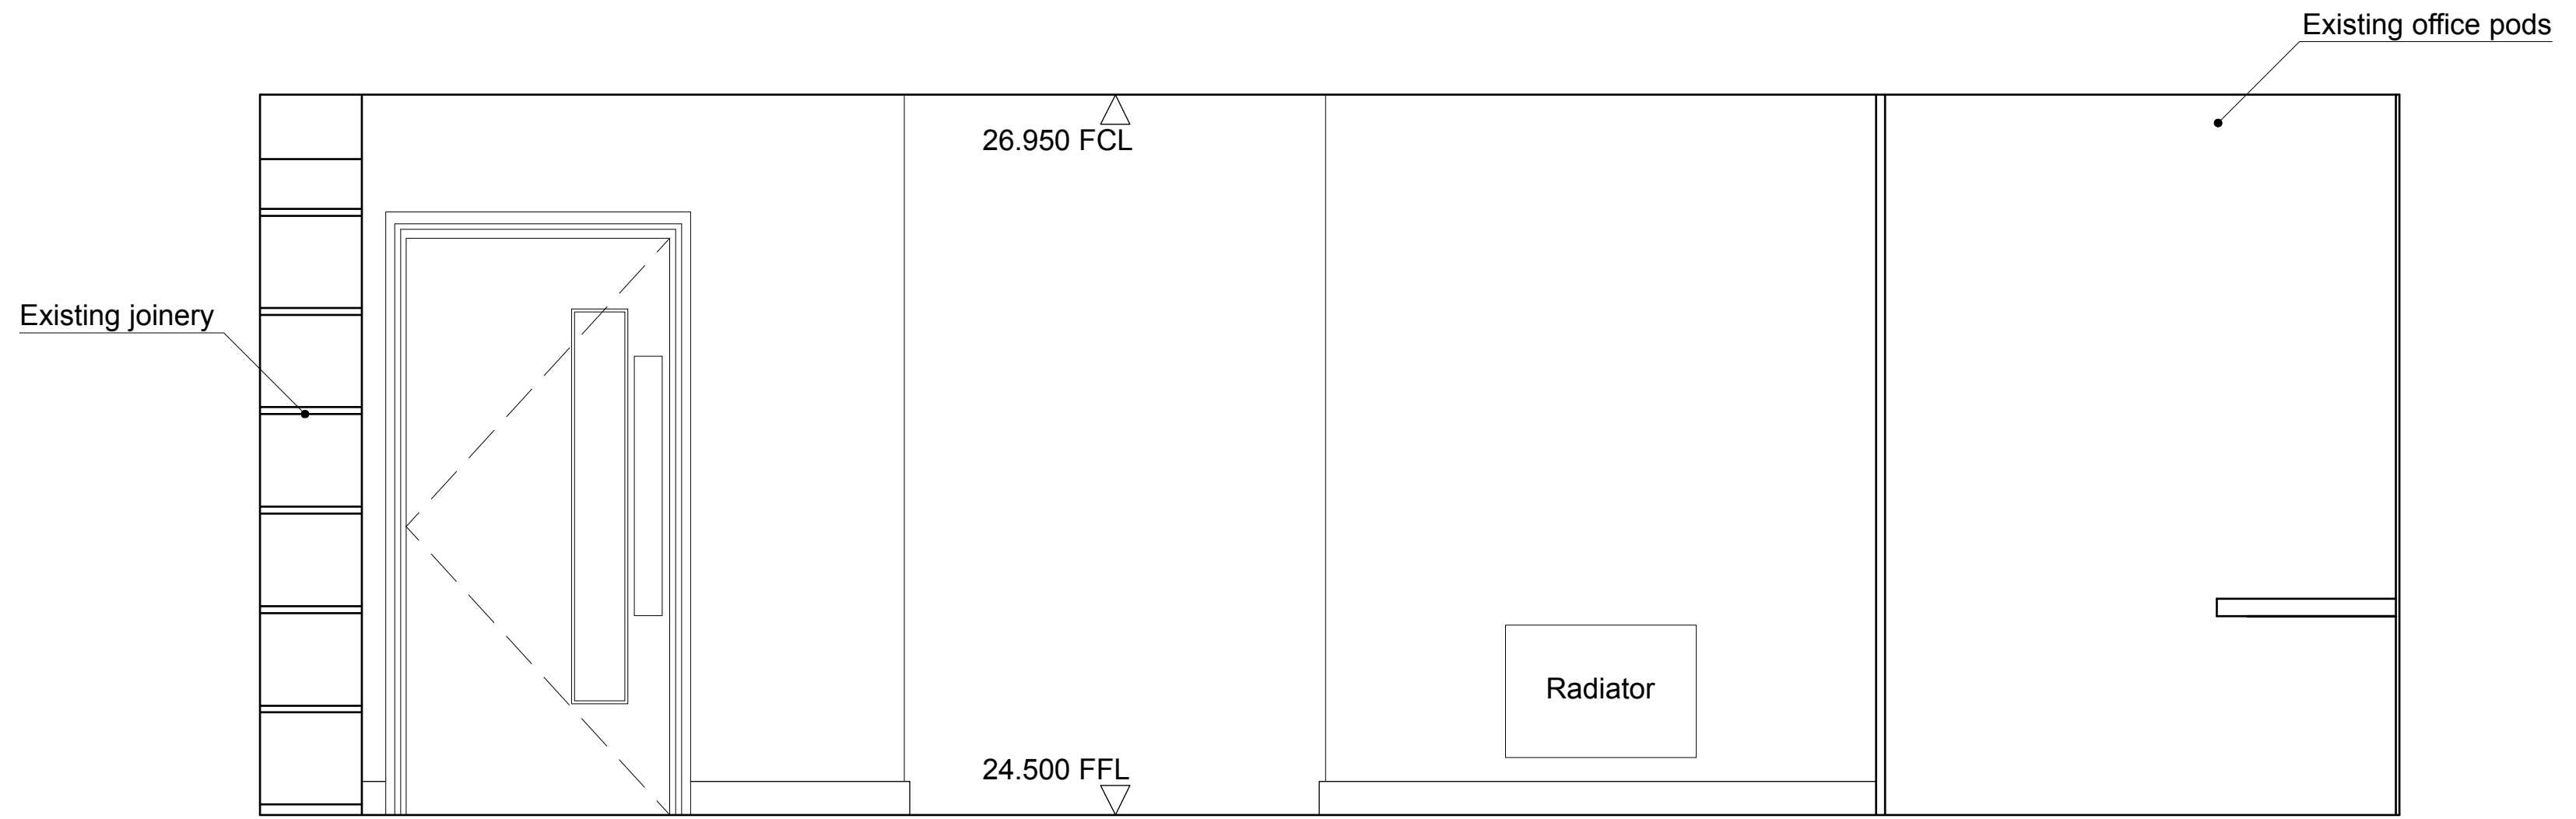 Existing office pods
26.950 FCL
Existing joinery
Radiator
24.500 FFL